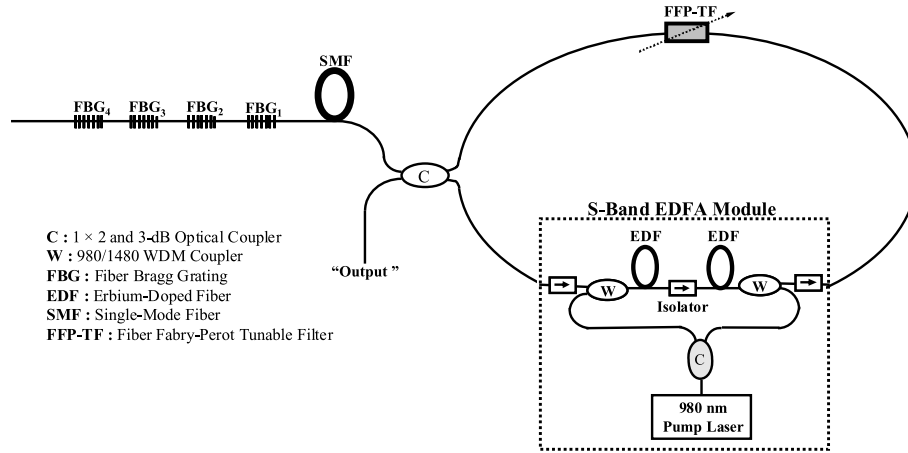 FFP-TF
SMF
FBG4 FBG3 FBG2 FBG1
C
S-Band EDFA Module
EDF EDF
C : 1 × 2 and 3-dB Optical Coupler
W : 980/1480 WDM Coupler
FBG : Fiber Bragg Grating
EDF : Erbium-Doped Fiber
SMF : Single-Mode Fiber
FFP-TF : Fiber Fabry-Perot Tunable Filter
“Output ”
W W
Isolator
C
980 nm
Pump Laser